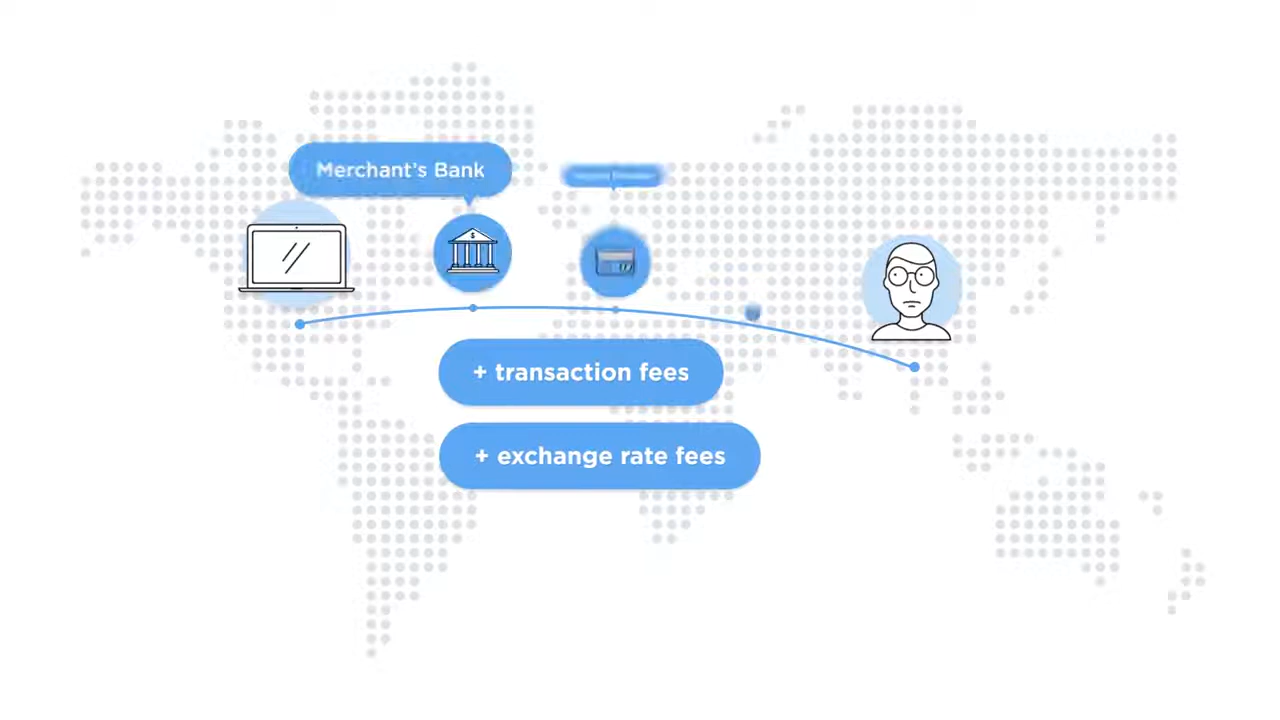 Merchant's Bank
+ transaction fees
+ exchange rate fees